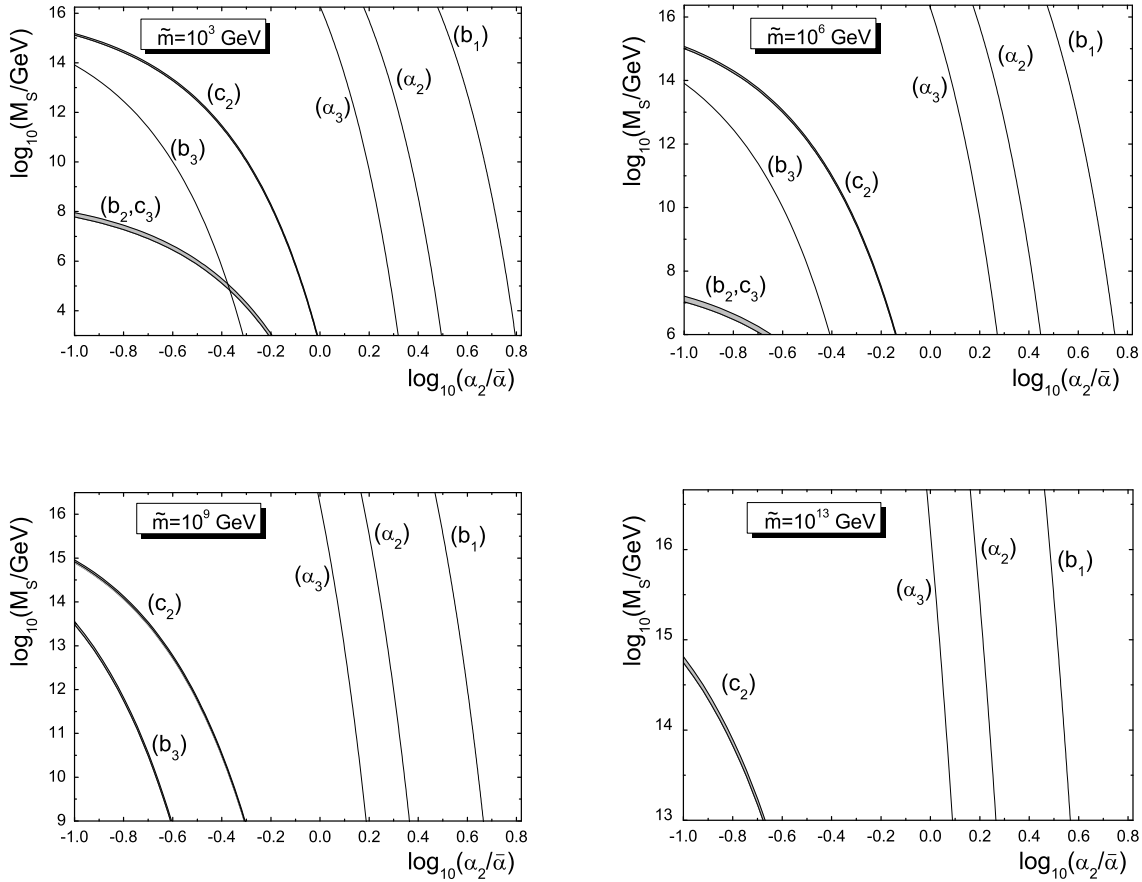 m̃=10³ GeV
log₁₀(M_S/GeV)
16
14
12
10
8
6
4
(b₁)
(α₂)
(α₃)
(c₂)
(b₃)
(b₂,c₃)
-1.0 -0.8 -0.6 -0.4 -0.2 0.0 0.2 0.4 0.6 0.8
log₁₀(α₂/ᾱ)
m̃=10⁶ GeV
log₁₀(M_S/GeV)
16
14
12
10
8
6
(b₁)
(α₂)
(α₃)
(b₃)
(c₂)
(b₂,c₃)
-1.0 -0.8 -0.6 -0.4 -0.2 0.0 0.2 0.4 0.6 0.8
log₁₀(α₂/ᾱ)
m̃=10⁹ GeV
log₁₀(M_S/GeV)
16
15
14
13
12
11
10
9
(α₂)
(b₁)
(α₃)
(c₂)
(b₃)
-1.0 -0.8 -0.6 -0.4 -0.2 0.0 0.2 0.4 0.6 0.8
log₁₀(α₂/ᾱ)
m̃=10¹³ GeV
log₁₀(M_S/GeV)
16
15
14
13
(α₂)
(b₁)
(α₃)
(c₂)
-1.0 -0.8 -0.6 -0.4 -0.2 0.0 0.2 0.4 0.6 0.8
log₁₀(α₂/ᾱ)